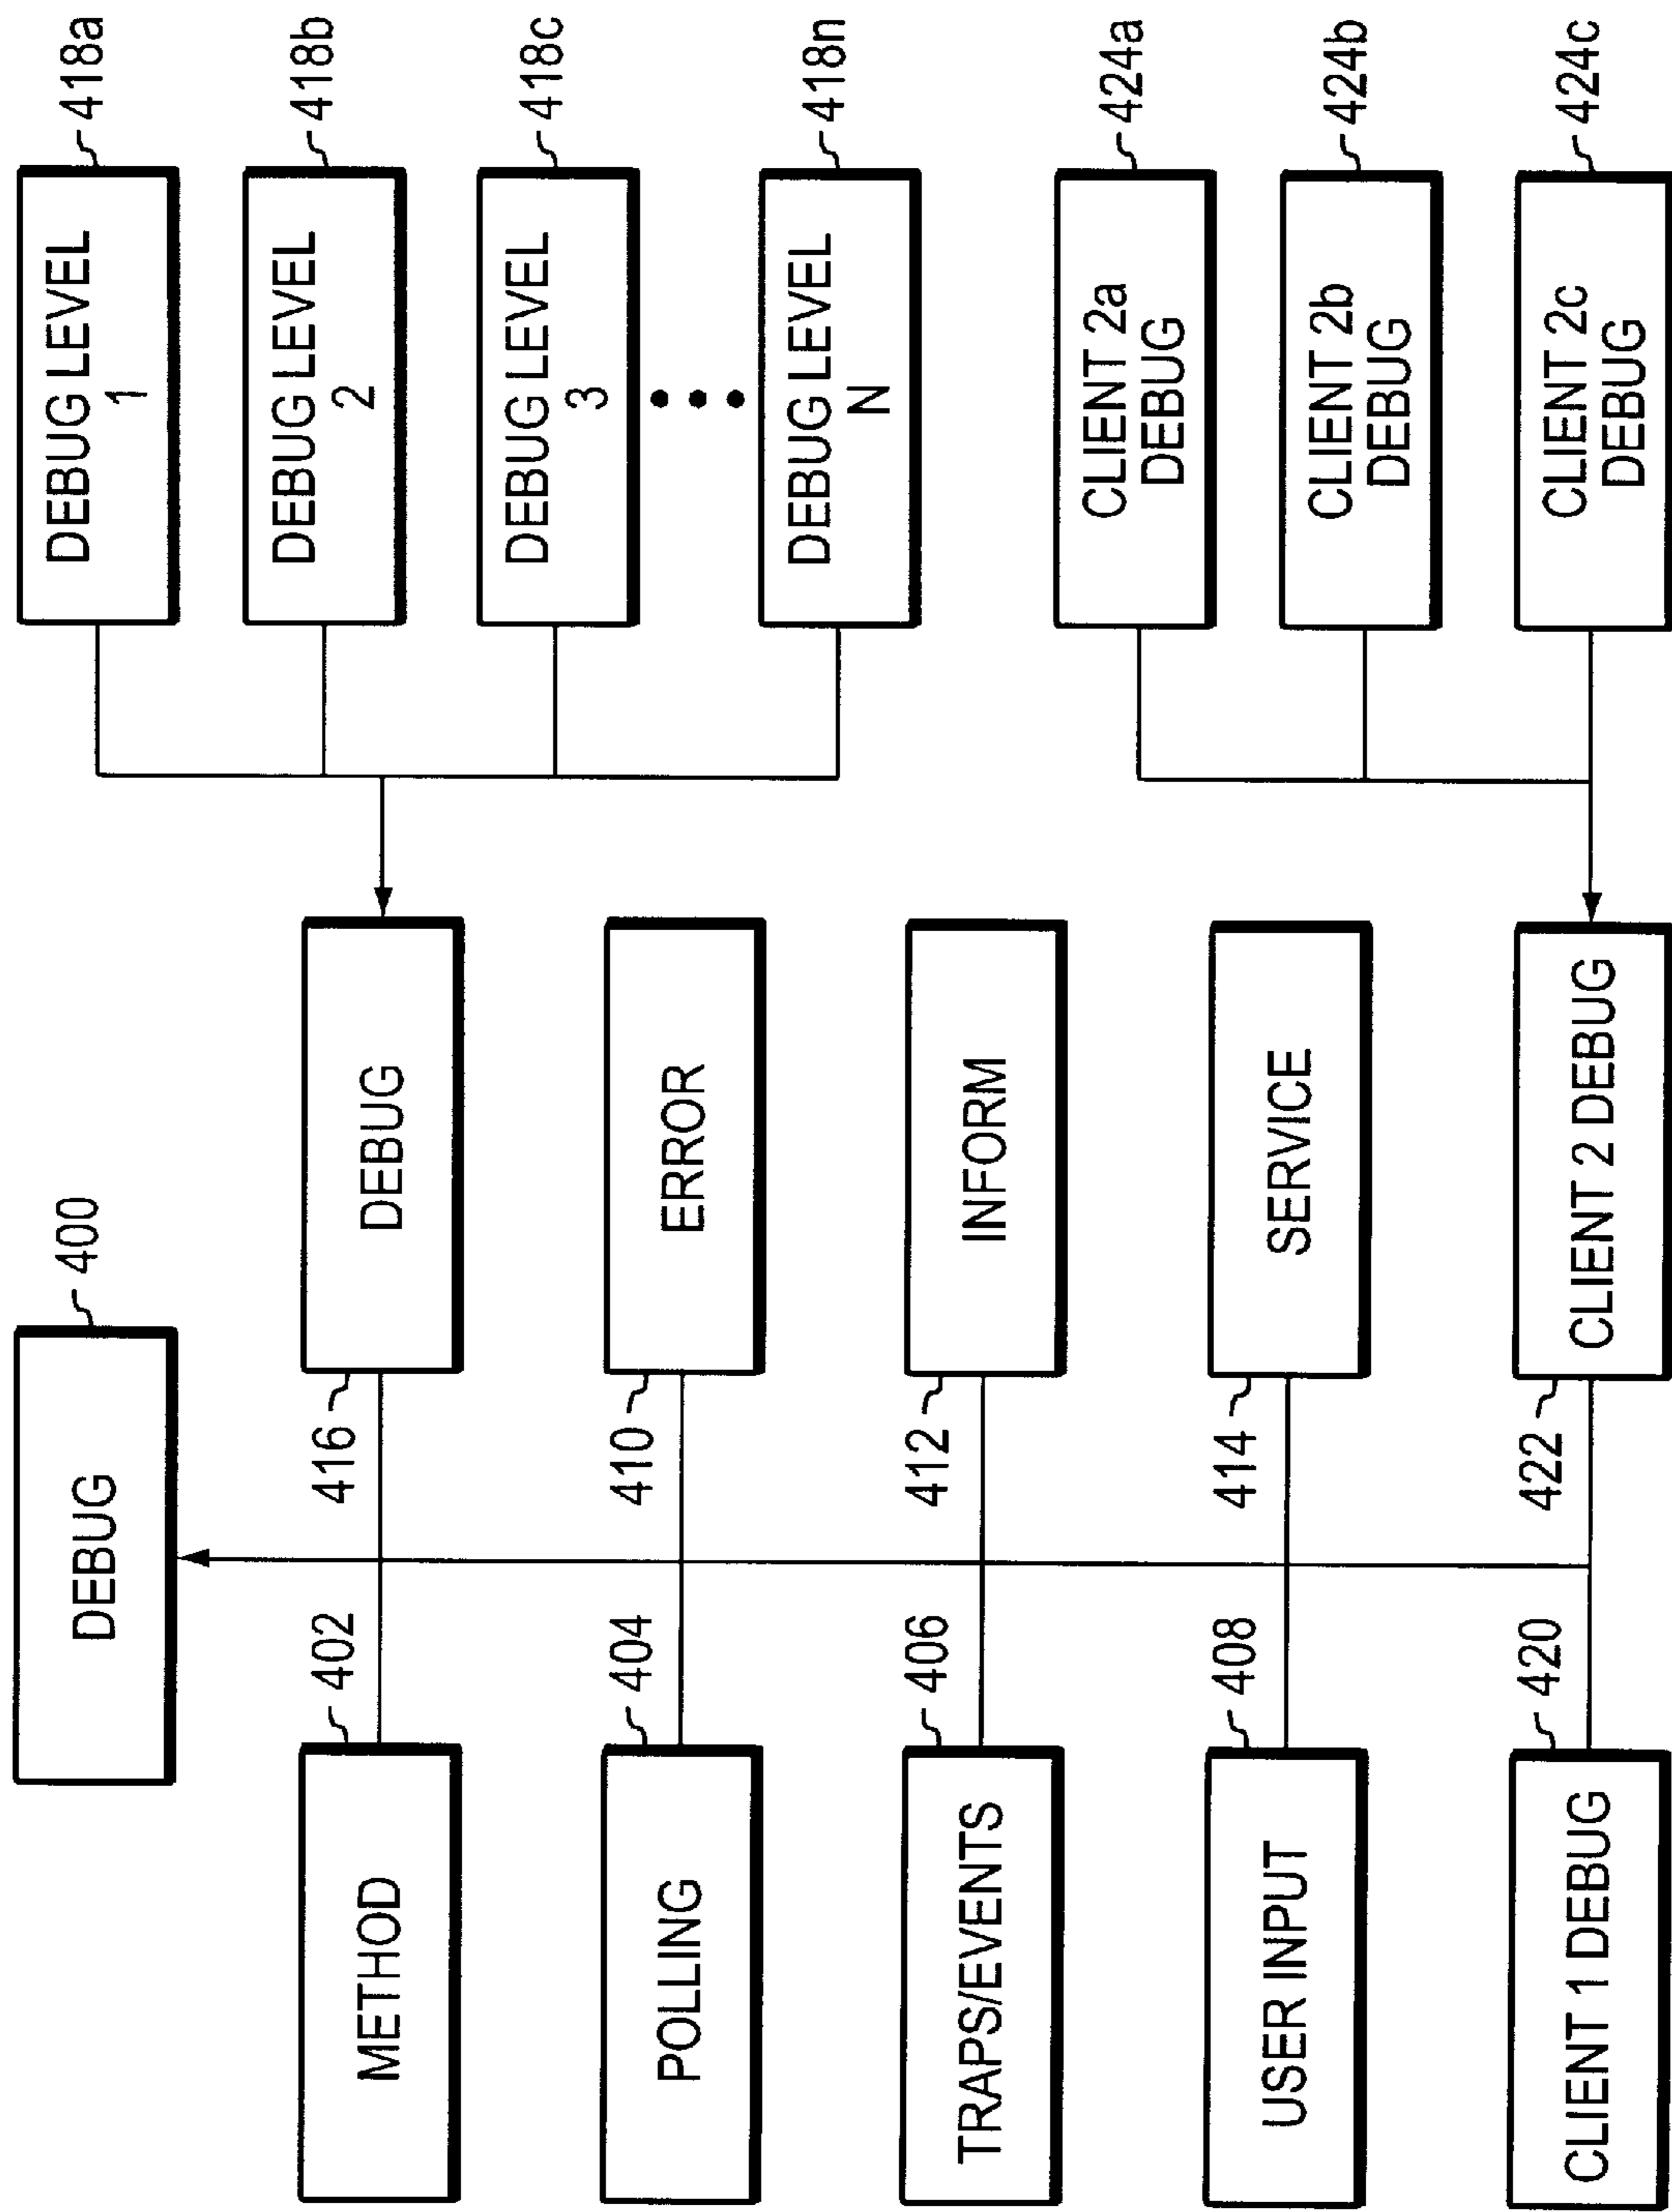 DEBUG
400
METHOD
402
416
DEBUG
POLLING
404
410
ERROR
TRAPS/EVENTS
406
412
INFORM
USER INPUT
408
414
SERVICE
CLIENT 1 DEBUG
420
422
CLIENT 2 DEBUG
DEBUG LEVEL
1
418a
DEBUG LEVEL
2
418b
DEBUG LEVEL
3
418c
DEBUG LEVEL
N
418n
CLIENT 2a
DEBUG
424a
CLIENT 2b
DEBUG
424b
CLIENT 2c
DEBUG
424c